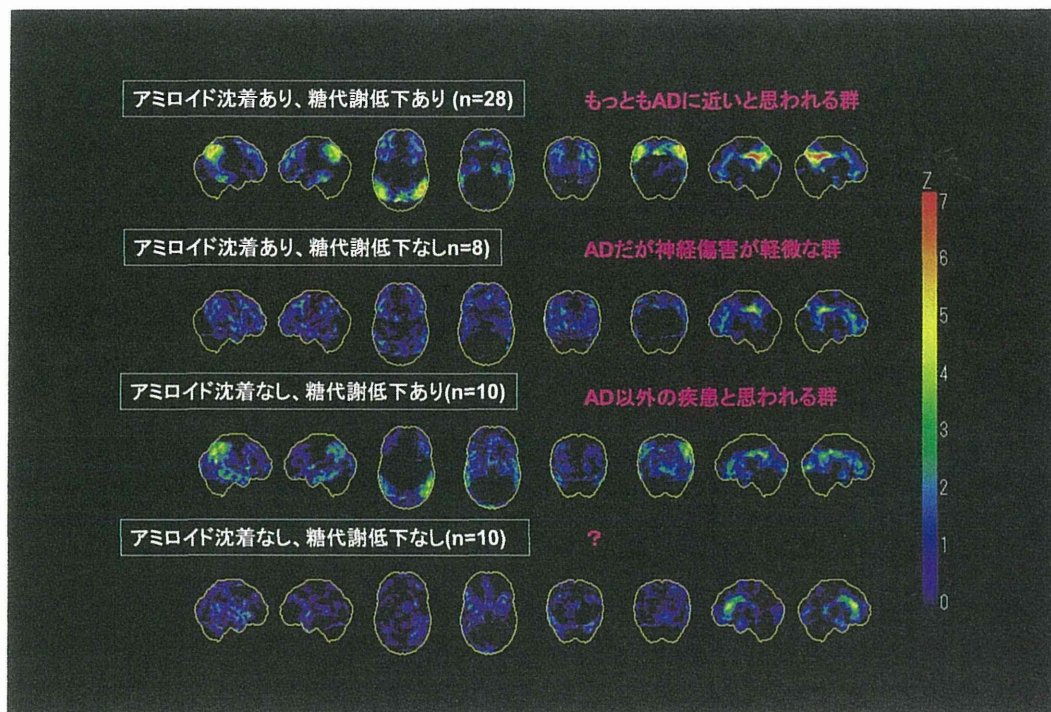 アミロイド沈着あり、糖代謝低下あり (n=28)
もっともADに近いと思われる群
アミロイド沈着あり、糖代謝低下なしn=8)
ADだが神経傷害が軽微な群
アミロイド沈着なし、糖代謝低下あり(n=10)
AD以外の疾患と思われる群
アミロイド沈着なし、糖代謝低下なし(n=10)
?
Z
7
6
5
4
3
2
1
0